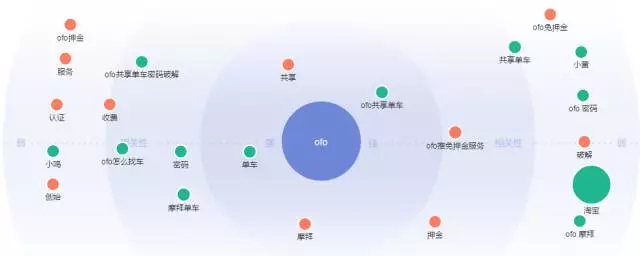 ofo押金
服务
ofo共享单车密码破解
认证
收费
小鸣
ofo怎么找车
密码
创始
摩拜单车
共享
ofo共享单车
单车
ofo
摩拜
ofo推免押金服务
押金
ofo免押金
共享单车
小黄
ofo 密码
破解
淘宝
ofo 摩拜
弱
相关性
强
强
相关性
弱